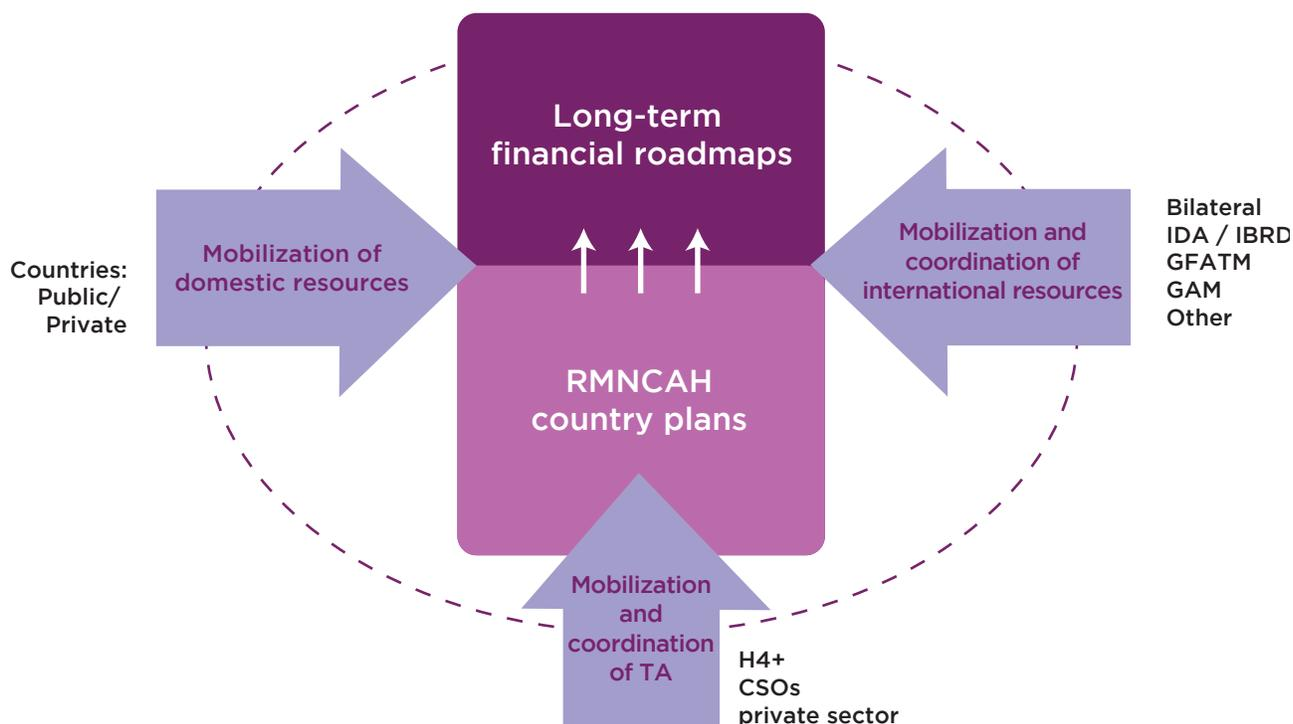 Long-term
financial roadmaps
Mobilization of
domestic resources
Countries:
Public/
Private
Mobilization and
coordination of
international resources
Bilateral
IDA / IBRD
GFATM
GAM
Other
RMNCAH
country plans
Mobilization
and
coordination
of TA
H4+
CSOs
private sector